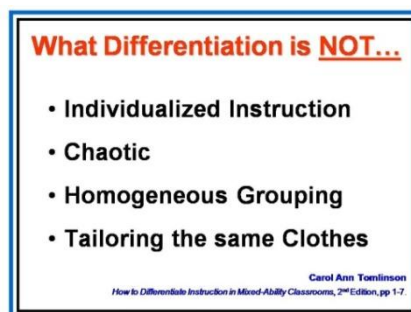 What Differentiation is NOT...
• Individualized Instruction
• Chaotic
• Homogeneous Grouping
• Tailoring the same Clothes
Carol Ann Tomlinson
How to Differentiate Instruction in Mixed-Ability Classrooms, 2nd Edition, pp 1-7.